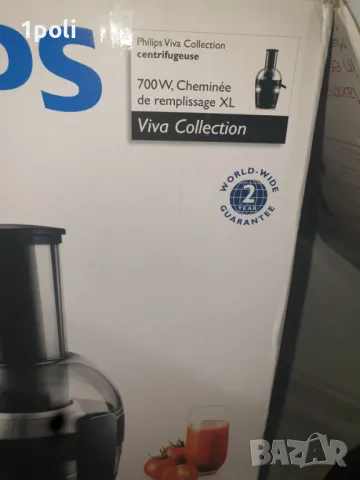 1poli
PS
Philips Viva Collection
centrifugeuse
700W, Cheminée
de remplissage XL
Viva Collection
WORLD-WIDE
2
YEAR
GUARANTEE
BAZAR